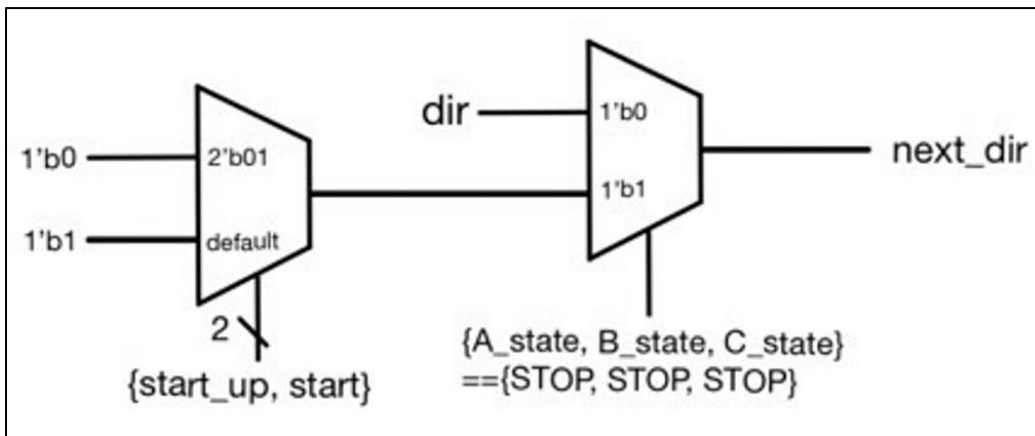 dir
1'b0
1'b0
2'b01
next_dir
1'b1
1'b1
default
2
{start_up, start}
{A_state, B_state, C_state}
=={STOP, STOP, STOP}